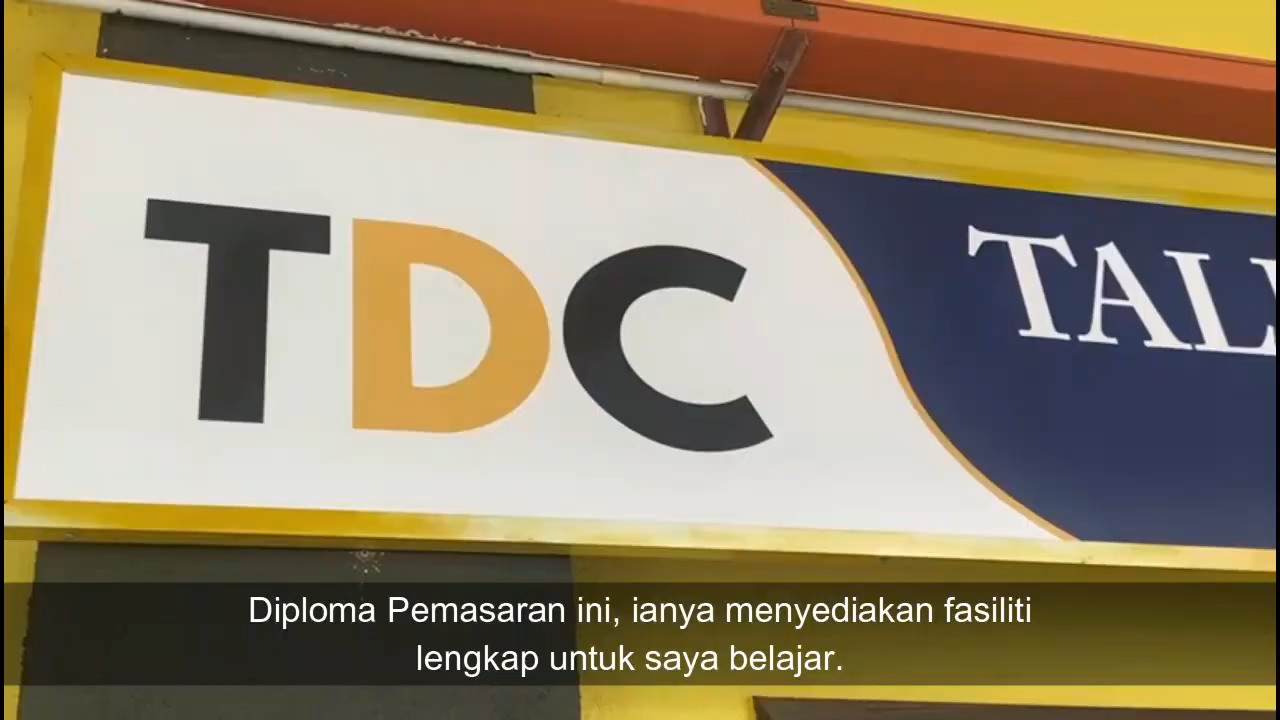 TDC
Diploma Pemasaran ini, ianya menyediakan fasiliti
lengkap untuk saya belajar.